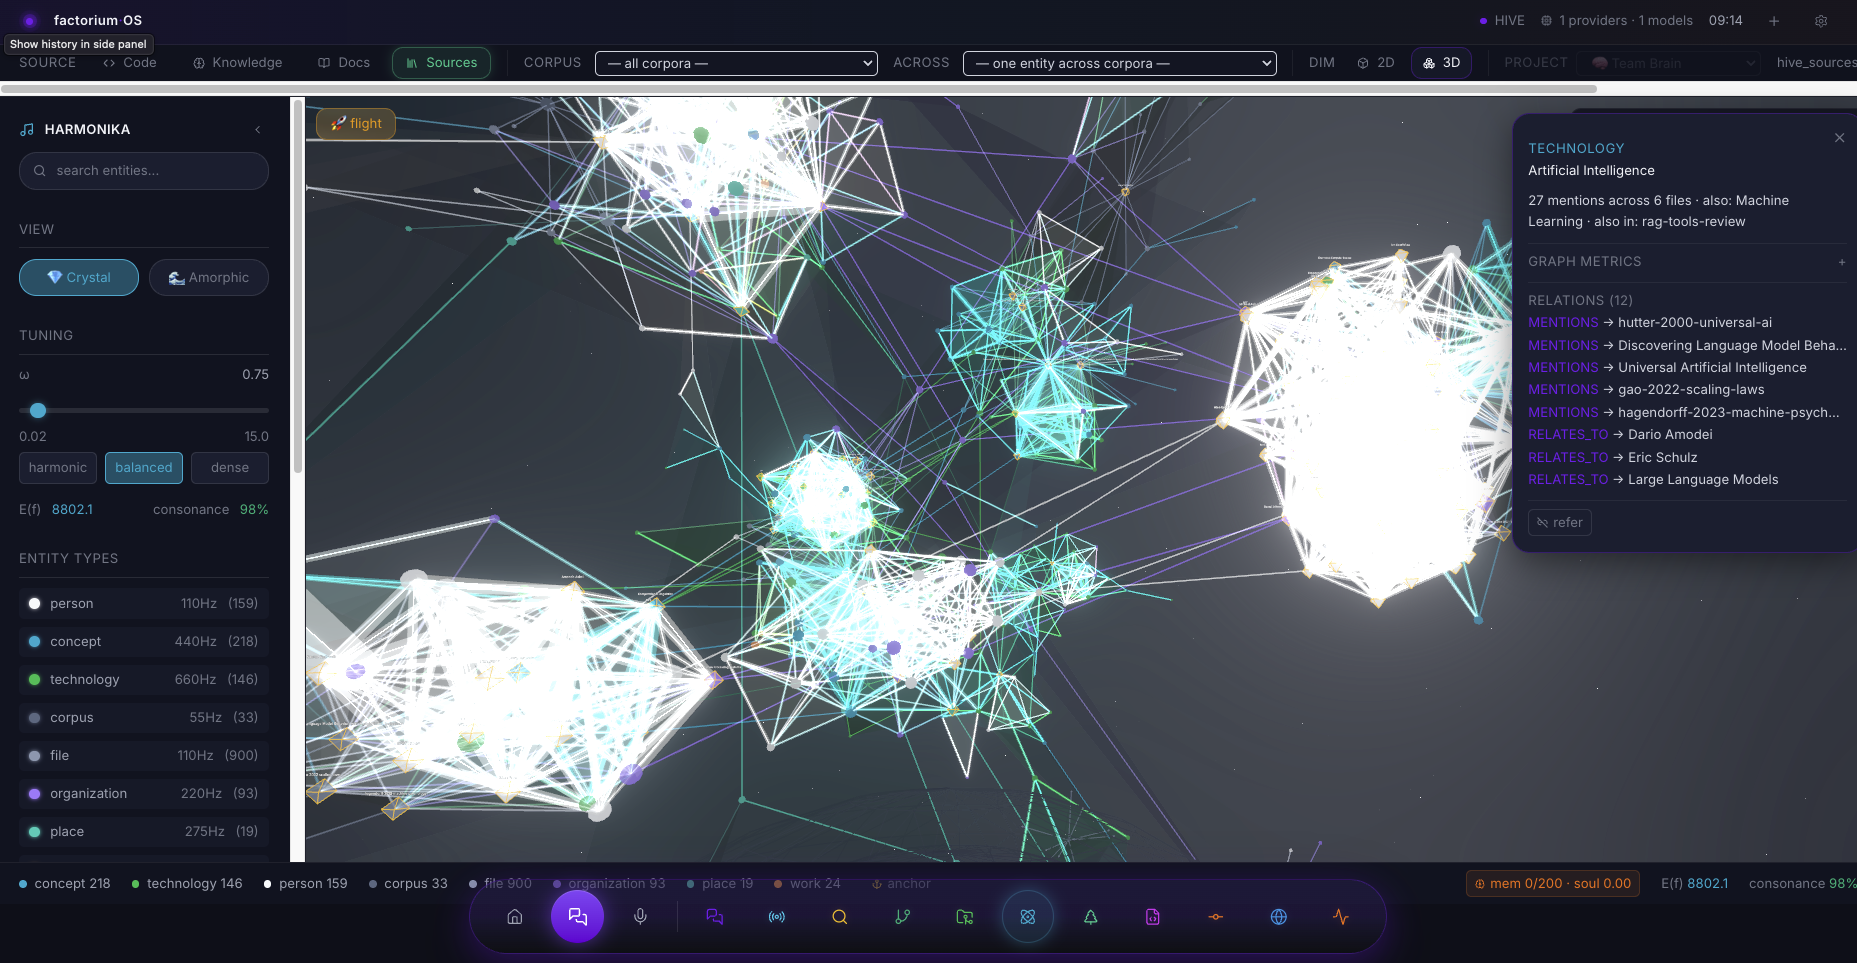 factorium OS
HIVE
1 providers · 1 models
09:14
Show history in side panel
SOURCE
Code
Knowledge
Docs
Sources
CORPUS
— all corpora —
ACROSS
— one entity across corpora —
DIM
2D
3D
PROJECT
Team Brain
hive_sources
HARMONIKA
search entities...
VIEW
Crystal
Amorphic
TUNING
ω 0.75
0.02 15.0
harmonic balanced dense
E(f) 8802.1 consonance 98%
ENTITY TYPES
person 110Hz (159)
concept 440Hz (218)
technology 660Hz (146)
corpus 55Hz (33)
file 110Hz (900)
organization 220Hz (93)
place 275Hz (19)
flight
TECHNOLOGY
Artificial Intelligence
27 mentions across 6 files · also: Machine
Learning · also in: rag-tools-review
GRAPH METRICS +
RELATIONS (12)
MENTIONS → hutter-2000-universal-ai
MENTIONS → Discovering Language Model Beha...
MENTIONS → Universal Artificial Intelligence
MENTIONS → gao-2022-scaling-laws
MENTIONS → hagendorff-2023-machine-psych...
RELATES_TO → Dario Amodei
RELATES_TO → Eric Schulz
RELATES_TO → Large Language Models
refer
concept 218
technology 146
person 159
corpus 33
file 900
organization 93
place 19
work 24
anchor
mem 0/200 · soul 0.00
E(f) 8802.1
consonance 98%